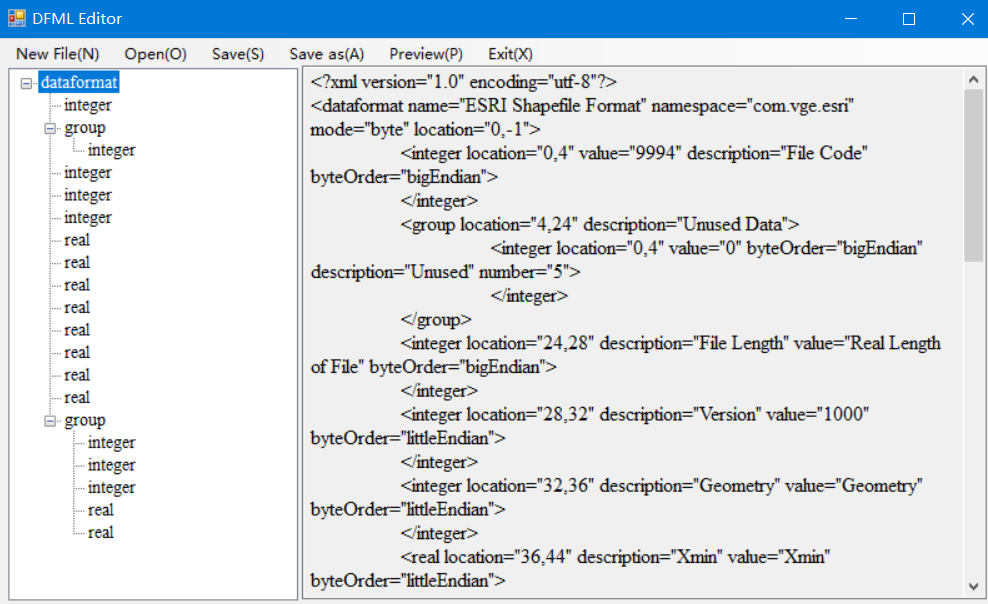 DFML Editor
New File(N) Open(O) Save(S) Save as(A) Preview(P) Exit(X)
dataformat
integer
group
integer
integer
integer
integer
real
real
real
real
real
real
real
real
group
integer
integer
integer
real
real
<?xml version="1.0" encoding="utf-8"?>
<dataformat name="ESRI Shapefile Format" namespace="com.vge.esri"
mode="byte" location="0,-1">
<integer location="0,4" value="9994" description="File Code"
byteOrder="bigEndian">
</integer>
<group location="4,24" description="Unused Data">
<integer location="0,4" value="0" byteOrder="bigEndian"
description="Unused" number="5">
</integer>
</group>
<integer location="24,28" description="File Length" value="Real Length
of File" byteOrder="bigEndian">
</integer>
<integer location="28,32" description="Version" value="1000"
byteOrder="littleEndian">
</integer>
<integer location="32,36" description="Geometry" value="Geometry"
byteOrder="littleEndian">
</integer>
<real location="36,44" description="Xmin" value="Xmin"
byteOrder="littleEndian">